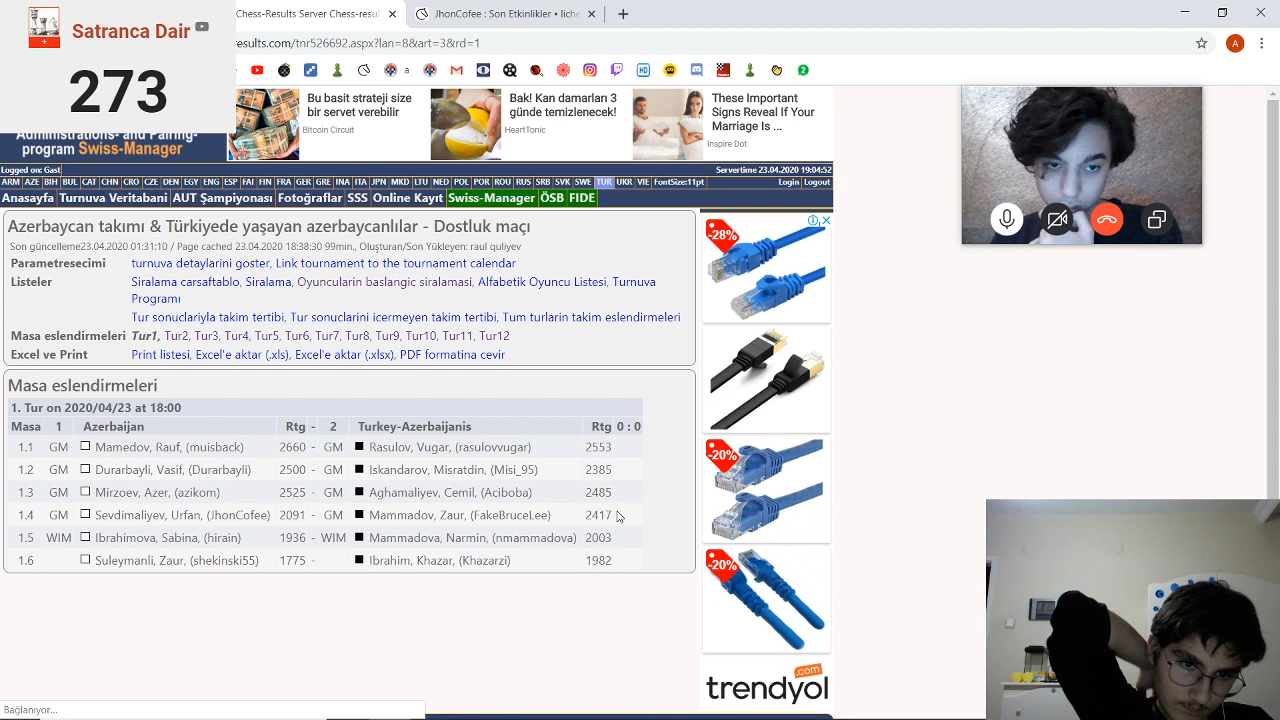 Satranca Dair
273
Chess-Results Server Chess-resul
JhonCofee : Son Etkinlikler • liche
results.com/tnr526692.aspx?lan=8&art=3&rd=1
A
a
2
Administrations- and Pairing-
program Swiss-Manager
Bu basit strateji size
bir servet verebilir
Bitcoin Circuit
Bak! Kan damarları 3
günde temizlenecek!
HeartTonic
These Important
Signs Reveal If Your
Marriage Is ...
Inspire Dot
Logged on: Gast
Servertime 23.04.2020 19:04:52
ARM AZE BIH BUL CAT CHN CRO CZE DEN EGY ENG ESP FAI FIN FRA GER GRE INA ITA JPN MKD LTU NED POL POR ROU RUS SRB SVK SWE TUR UKR VIE FontSize:11pt Login Logout
Anasayfa Turnuva Veritabani AUT Şampiyonası Fotoğraflar SSS Online Kayıt Swiss-Manager ÖSB FIDE
Azerbaycan takımı & Türkiyede yaşayan azerbaycanlılar - Dostluk maçı
Son güncelleme23.04.2020 01:31:10 / Page cached 23.04.2020 18:38:30 99min., Oluşturan/Son Yükleyen: raul quliyev
Parametresecimi turnuva detaylarini goster, Link tournament to the tournament calendar
Listeler Siralama carsaftablo, Siralama, Oyuncularin baslangic siralamasi, Alfabetik Oyuncu Listesi, Turnuva
Programı
Tur sonuclariyla takim tertibi, Tur sonuclarini icermeyen takim tertibi, Tum turlarin takim eslendirmeleri
Masa eslendirmeleri Tur1, Tur2, Tur3, Tur4, Tur5, Tur6, Tur7, Tur8, Tur9, Tur10, Tur11, Tur12
Excel ve Print Print listesi, Excel'e aktar (.xls), Excel'e aktar (.xlsx), PDF formatina cevir
Masa eslendirmeleri
1. Tur on 2020/04/23 at 18:00
Masa 1 Azerbaijan Rtg - 2 Turkey-Azerbaijanis Rtg 0 : 0
1.1 GM Mamedov, Rauf, (muisback) 2660 - GM Rasulov, Vugar, (rasulovvugar) 2553
1.2 GM Durarbayli, Vasif, (Durarbayli) 2500 - GM Iskandarov, Misratdin, (Misi_95) 2385
1.3 GM Mirzoev, Azer, (azikom) 2525 - GM Aghamaliyev, Cemil, (Aciboba) 2485
1.4 GM Sevdimaliyev, Urfan, (JhonCofee) 2091 - GM Mammadov, Zaur, (FakeBruceLee) 2417
1.5 WIM Ibrahimova, Sabina, (hirain) 1936 - WIM Mammadova, Narmin, (nmammadova) 2003
1.6 Suleymanli, Zaur, (shekinski55) 1775 - Ibrahim, Khazar, (Khazarzi) 1982
-28%
-20%
-20%
trendyol.com
Bağlanıyor...